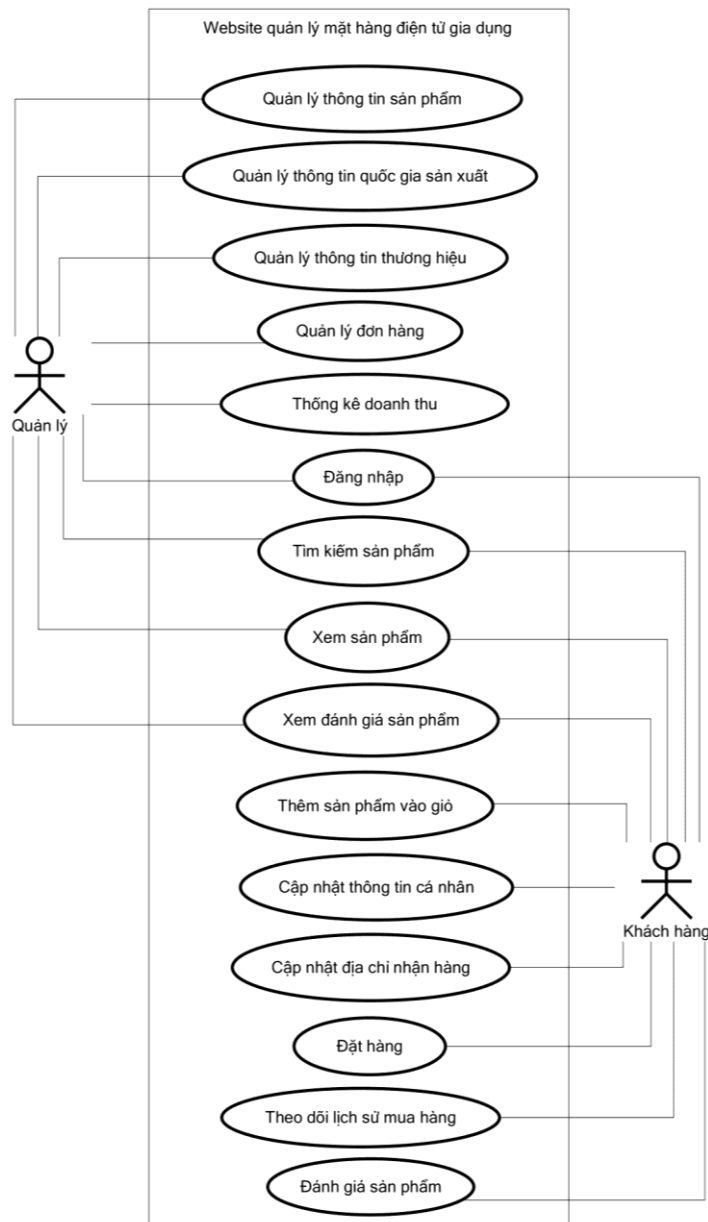 Website quản lý mặt hàng điện tử gia dụng
Quản lý thông tin sản phẩm
Quản lý thông tin quốc gia sản xuất
Quản lý thông tin thương hiệu
Quản lý đơn hàng
Thống kê doanh thu
Quản lý
Đăng nhập
Tìm kiếm sản phẩm
Xem sản phẩm
Xem đánh giá sản phẩm
Thêm sản phẩm vào giỏ
Cập nhật thông tin cá nhân
Khách hàng
Cập nhật địa chỉ nhận hàng
Đặt hàng
Theo dõi lịch sử mua hàng
Đánh giá sản phẩm